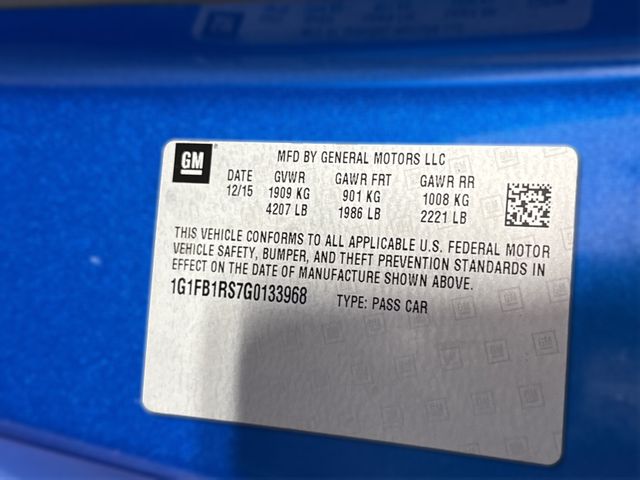 GM
MFD BY GENERAL MOTORS LLC
DATE GVWR GAWR FRT GAWR RR
12/15 1909 KG 901 KG 1008 KG
4207 LB 1986 LB 2221 LB
THIS VEHICLE CONFORMS TO ALL APPLICABLE U.S. FEDERAL MOTOR
VEHICLE SAFETY, BUMPER, AND THEFT PREVENTION STANDARDS IN
EFFECT ON THE DATE OF MANUFACTURE SHOWN ABOVE.
1G1FB1RS7G0133968 TYPE: PASS CAR